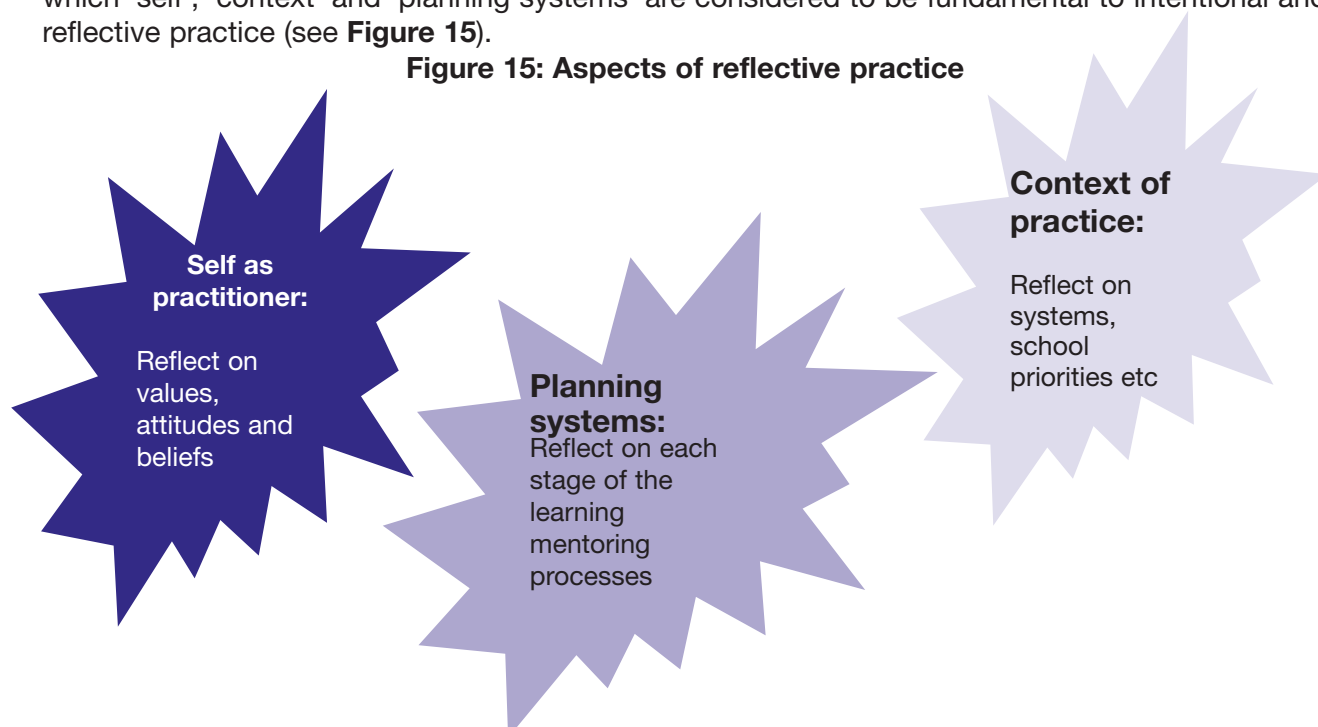 which 'self', 'context' and 'planning systems' are considered to be fundamental to intentional and
reflective practice (see Figure 15).
Figure 15: Aspects of reflective practice
Self as
practitioner:
Reflect on
values,
attitudes and
beliefs
Planning
systems:
Reflect on each
stage of the
learning
mentoring
processes
Context of
practice:
Reflect on
systems,
school
priorities etc